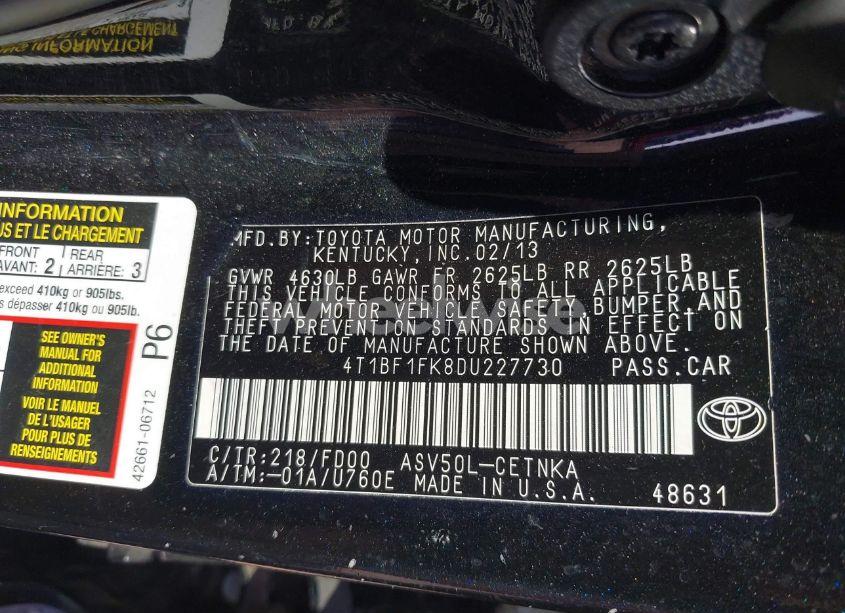 INFORMATION
US ET LE CHARGEMENT
FRONT
AVANT: 2
REAR
ARRIÈRE: 3
exceed 410kg or 905lbs.
dépasser 410kg ou 905lb.
SEE OWNER'S
MANUAL FOR
ADDITIONAL
INFORMATION
VOIR LE MANUEL
DE L'USAGER
POUR PLUS DE
RENSEIGNEMENTS
P6
42661-06712
MFD.BY:TOYOTA MOTOR MANUFACTURING,
KENTUCKY, INC.02/13
GVWR 4630LB GAWR FR 2625LB RR 2625LB
THIS VEHICLE CONFORMS TO ALL APPLICABLE
FEDERAL MOTOR VEHICLE SAFETY, BUMPER,AND
THEFT PREVENTION STANDARDS IN EFFECT ON
THE DATE OF MANUFACTURE SHOWN ABOVE.
4T1BF1FK8DU227730 PASS.CAR
C/TR:218/FD00 ASV50L-CETNKA
A/TM:-01A/U760E MADE IN U.S.A.
48631